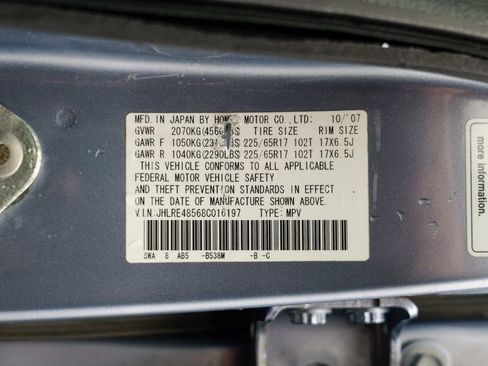 MFD. IN JAPAN BY HONDA MOTOR CO., LTD: 10/'07
GVWR 2070KG TIRE SIZE RIM SIZE
GAWR F 1050KG 225/65R17 102T 17X6.5J
GAWR R 1040KG(2290LBS) 225/65R17 102T 17X6.5J
THIS VEHICLE CONFORMS TO ALL APPLICABLE
FEDERAL MOTOR VEHICLE SAFETY
AND THEFT PREVENTION STANDARDS IN EFFECT
ON THE DATE OF MANUFACTURE SHOWN ABOVE.
V.I.N:JHLRE48568C016197 TYPE: MPV
SWA 8 AB5 -B538M -B -C
information.